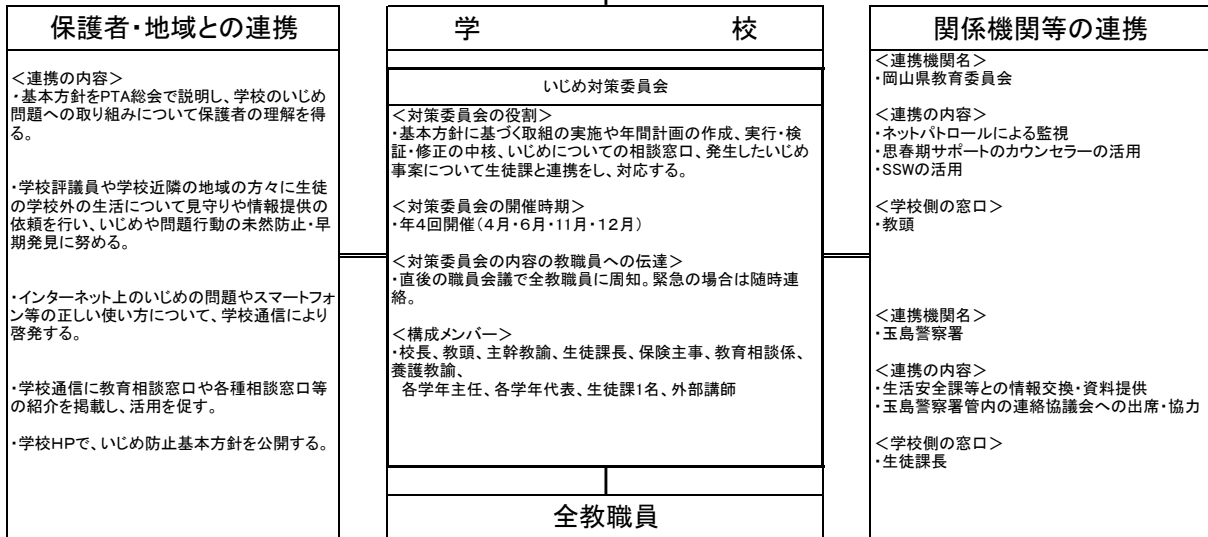 保護者・地域との連携
＜連携の内容＞
・基本方針をPTA総会で説明し、学校のいじめ
問題への取り組みについて保護者の理解を得
る。
・学校評議員や学校近隣の地域の方々に生徒
の学校外の生活について見守りや情報提供の
依頼を行い、いじめや問題行動の未然防止・早
期発見に努める。
・インターネット上のいじめの問題やスマートフォ
ン等の正しい使い方について、学校通信により
啓発する。
・学校通信に教育相談窓口や各種相談窓口等
の紹介を掲載し、活用を促す。
・学校HPで、いじめ防止基本方針を公開する。
学　　　　校
いじめ対策委員会
＜対策委員会の役割＞
・基本方針に基づく取組の実施や年間計画の作成、実行・検
証・修正の中核、いじめについての相談窓口、発生したいじめ
事案について生徒課と連携をし、対応する。
＜対策委員会の開催時期＞
・年４回開催（４月・６月・１１月・１２月）
＜対策委員会の内容の教職員への伝達＞
・直後の職員会議で全教職員に周知。緊急の場合は随時連
絡。
＜構成メンバー＞
・校長、教頭、主幹教諭、生徒課長、保険主事、教育相談係、
養護教諭、
各学年主任、各学年代表、生徒課1名、外部講師
全教職員
関係機関等の連携
＜連携機関名＞
・岡山県教育委員会
＜連携の内容＞
・ネットパトロールによる監視
・思春期サポートのカウンセラーの活用
・SSWの活用
＜学校側の窓口＞
・教頭
＜連携機関名＞
・玉島警察署
＜連携の内容＞
・生活安全課等との情報交換・資料提供
・玉島警察署管内の連絡協議会への出席・協力
＜学校側の窓口＞
・生徒課長